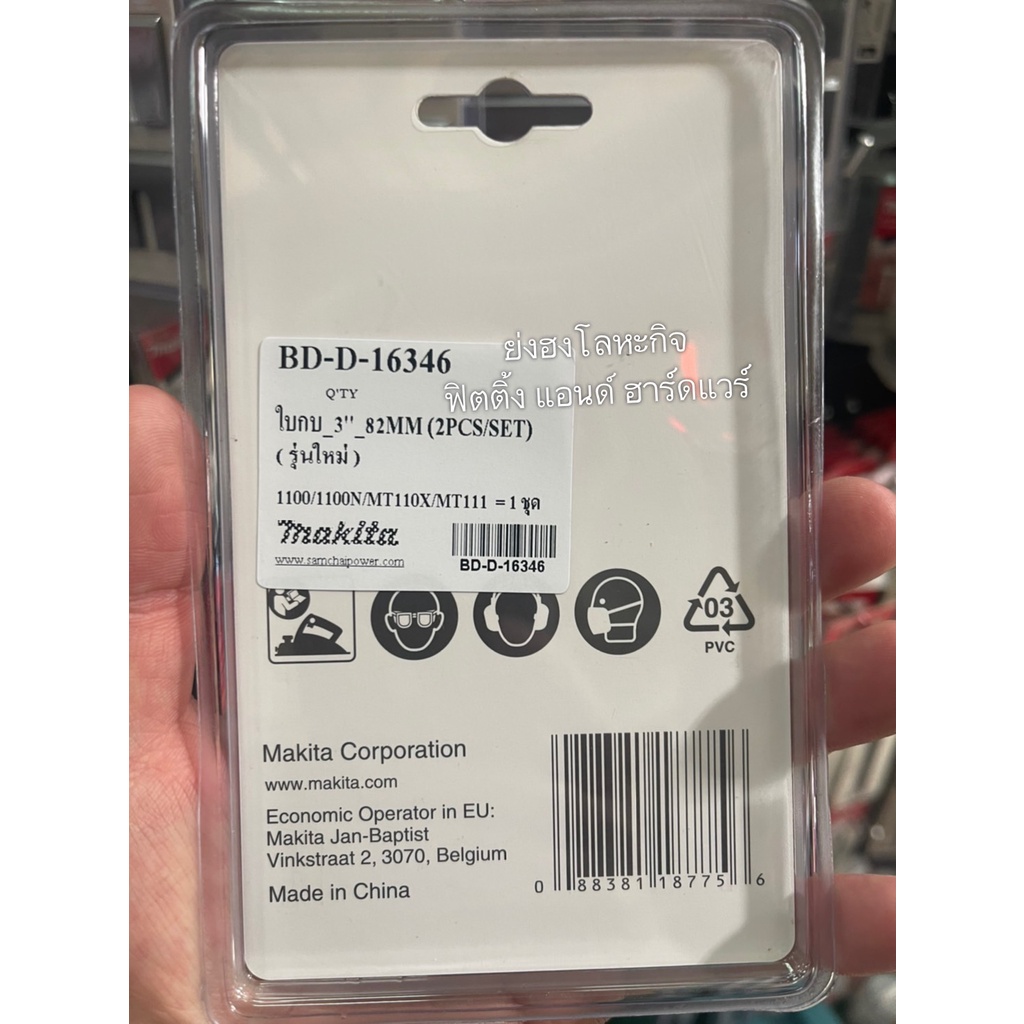 BD-D-16346
Q'TY
ใบกบ_3"_82MM (2PCS/SET)
( รุ่นใหม่ )
1100/1100N/MT110X/MT111 = 1 ชุด
makita
www.samchaipower.com
BD-D-16346
ย่งฮงโลหะกิจ
ฟิตติ้ง แอนด์ ฮาร์ดแวร์
03
PVC
Makita Corporation
www.makita.com
Economic Operator in EU:
Makita Jan-Baptist
Vinkstraat 2, 3070, Belgium
Made in China
0 88381 18775 6